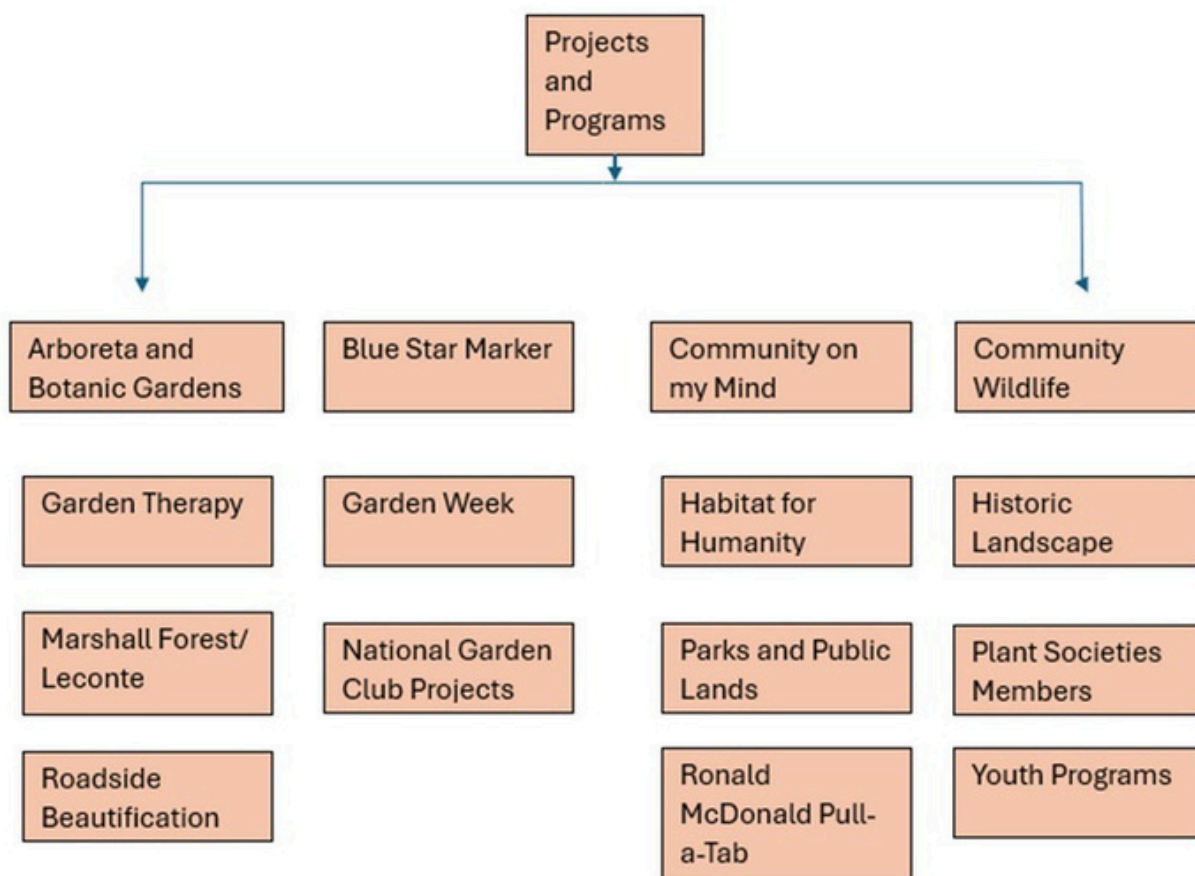 Projects
and
Programs
Arboreta and
Botanic Gardens
Blue Star Marker
Community on
my Mind
Community
Wildlife
Garden Therapy
Garden Week
Habitat for
Humanity
Historic
Landscape
Marshall Forest/
Leconte
National Garden
Club Projects
Parks and Public
Lands
Plant Societies
Members
Roadside
Beautification
Ronald
McDonald Pull-
a-Tab
Youth Programs